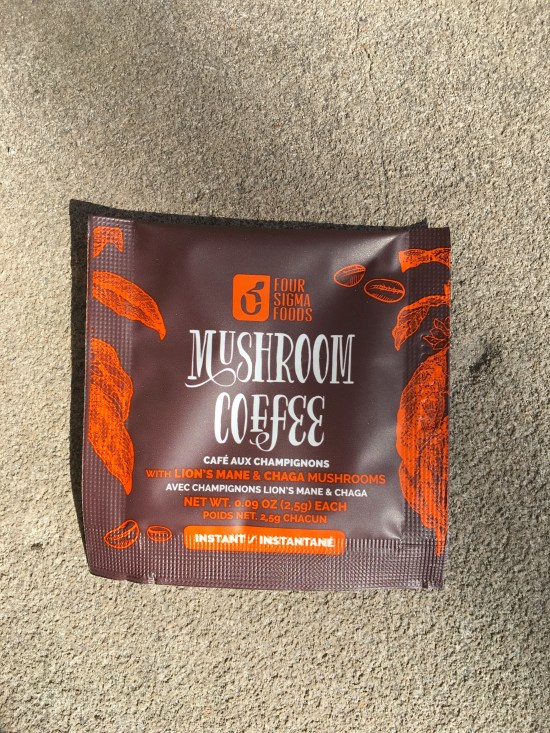 FOUR
SIGMA
FOODS
MUSHROOM
COFFEE
CAFÉ AUX CHAMPIGNONS
WITH LION'S MANE & CHAGA MUSHROOMS
AVEC CHAMPIGNONS LION'S MANE & CHAGA
NET WT. 0.09 OZ (2,5g) EACH
POIDS NET. 2,5g CHACUN
INSTANT / INSTANTANÉ